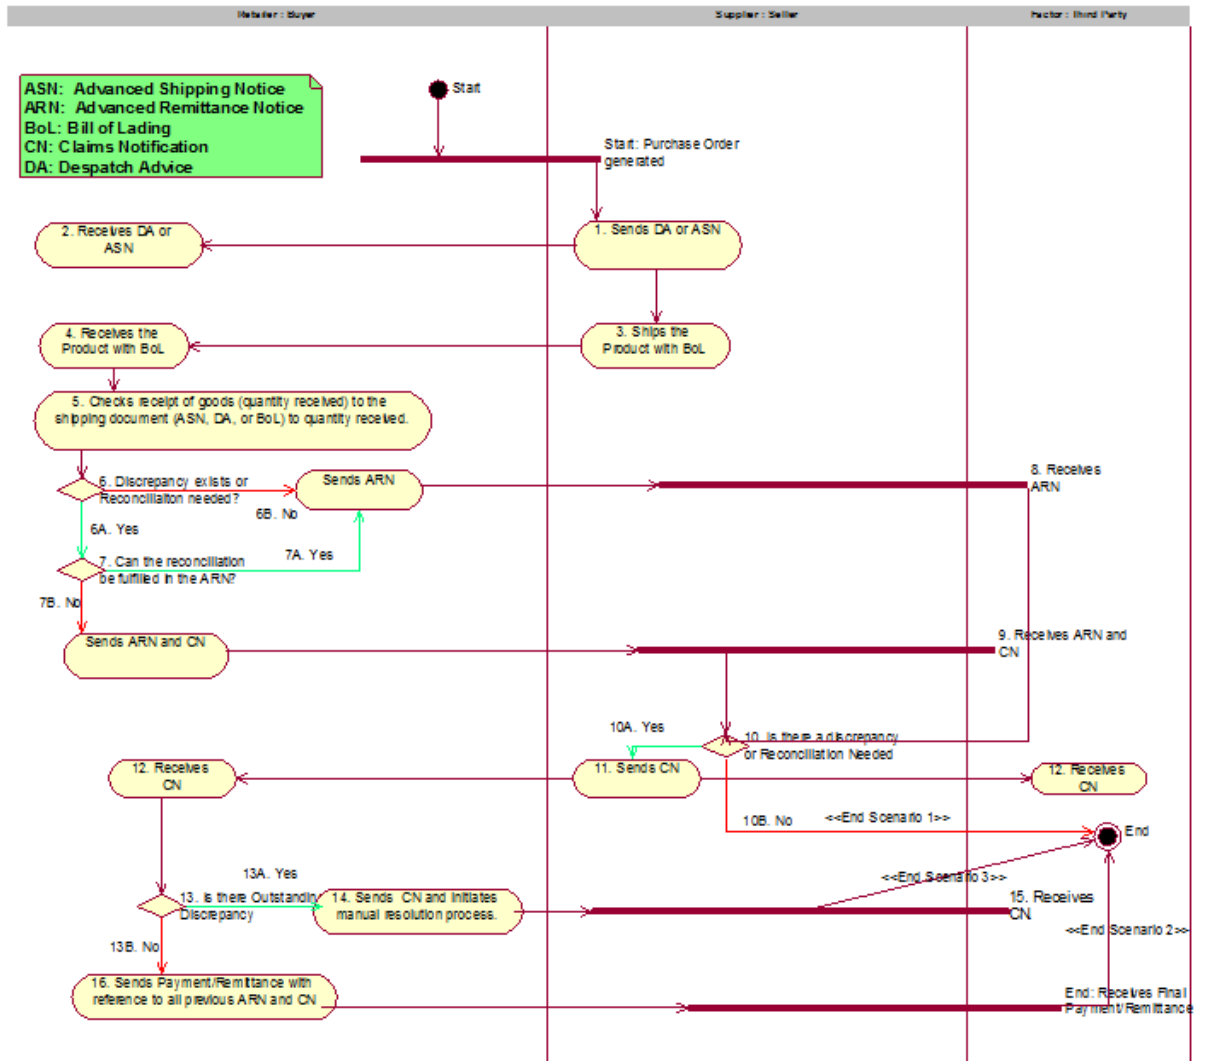 Retailer : Buyer
Supplier : Seller
Factor : Third Party
ASN:  Advanced Shipping Notice
ARN:  Advanced Remittance Notice
BoL: Bill of Lading
CN: Claims Notification
DA: Despatch Advice
Start
Start: Purchase Order
generated
2. Receives DA or
ASN
1. Sends DA or ASN
4. Receives the
Product with BoL
3. Ships the
Product with BoL
5. Checks receipt of goods (quantity received) to the
shipping document (ASN, DA, or BoL) to quantity received.
6. Discrepancy exists or
Reconciliaiton needed?
Sends ARN
8. Receives
ARN
6B. No
6A. Yes
7. Can the reconciliation
be fulfilled in the ARN?
7A. Yes
7B. No
Sends ARN and CN
9. Receives ARN and
CN
10A. Yes
10. Is there a discrepancy
or Reconciliation Needed
12. Receives
CN
11. Sends CN
12. Receives
CN
10B. No
<<End Scenario 1>>
End
13A. Yes
<<End Scenario 3>>
13. Is there Outstanding
Discrepancy
14. Sends  CN and initiates
manual resolution process.
15. Receives
CN
<<End Scenario 2>>
13B. No
16. Sends Payment/Remittance with
reference to all previous ARN and CN
End: Receives Final
Payment/Remittance